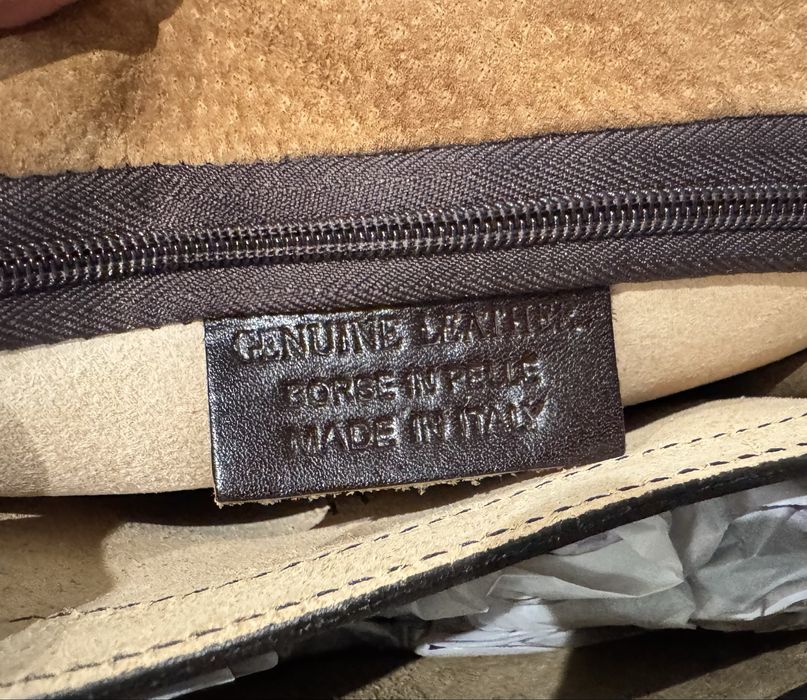 GENUINE LEATHER
BORSE IN PELLE
MADE IN ITALY